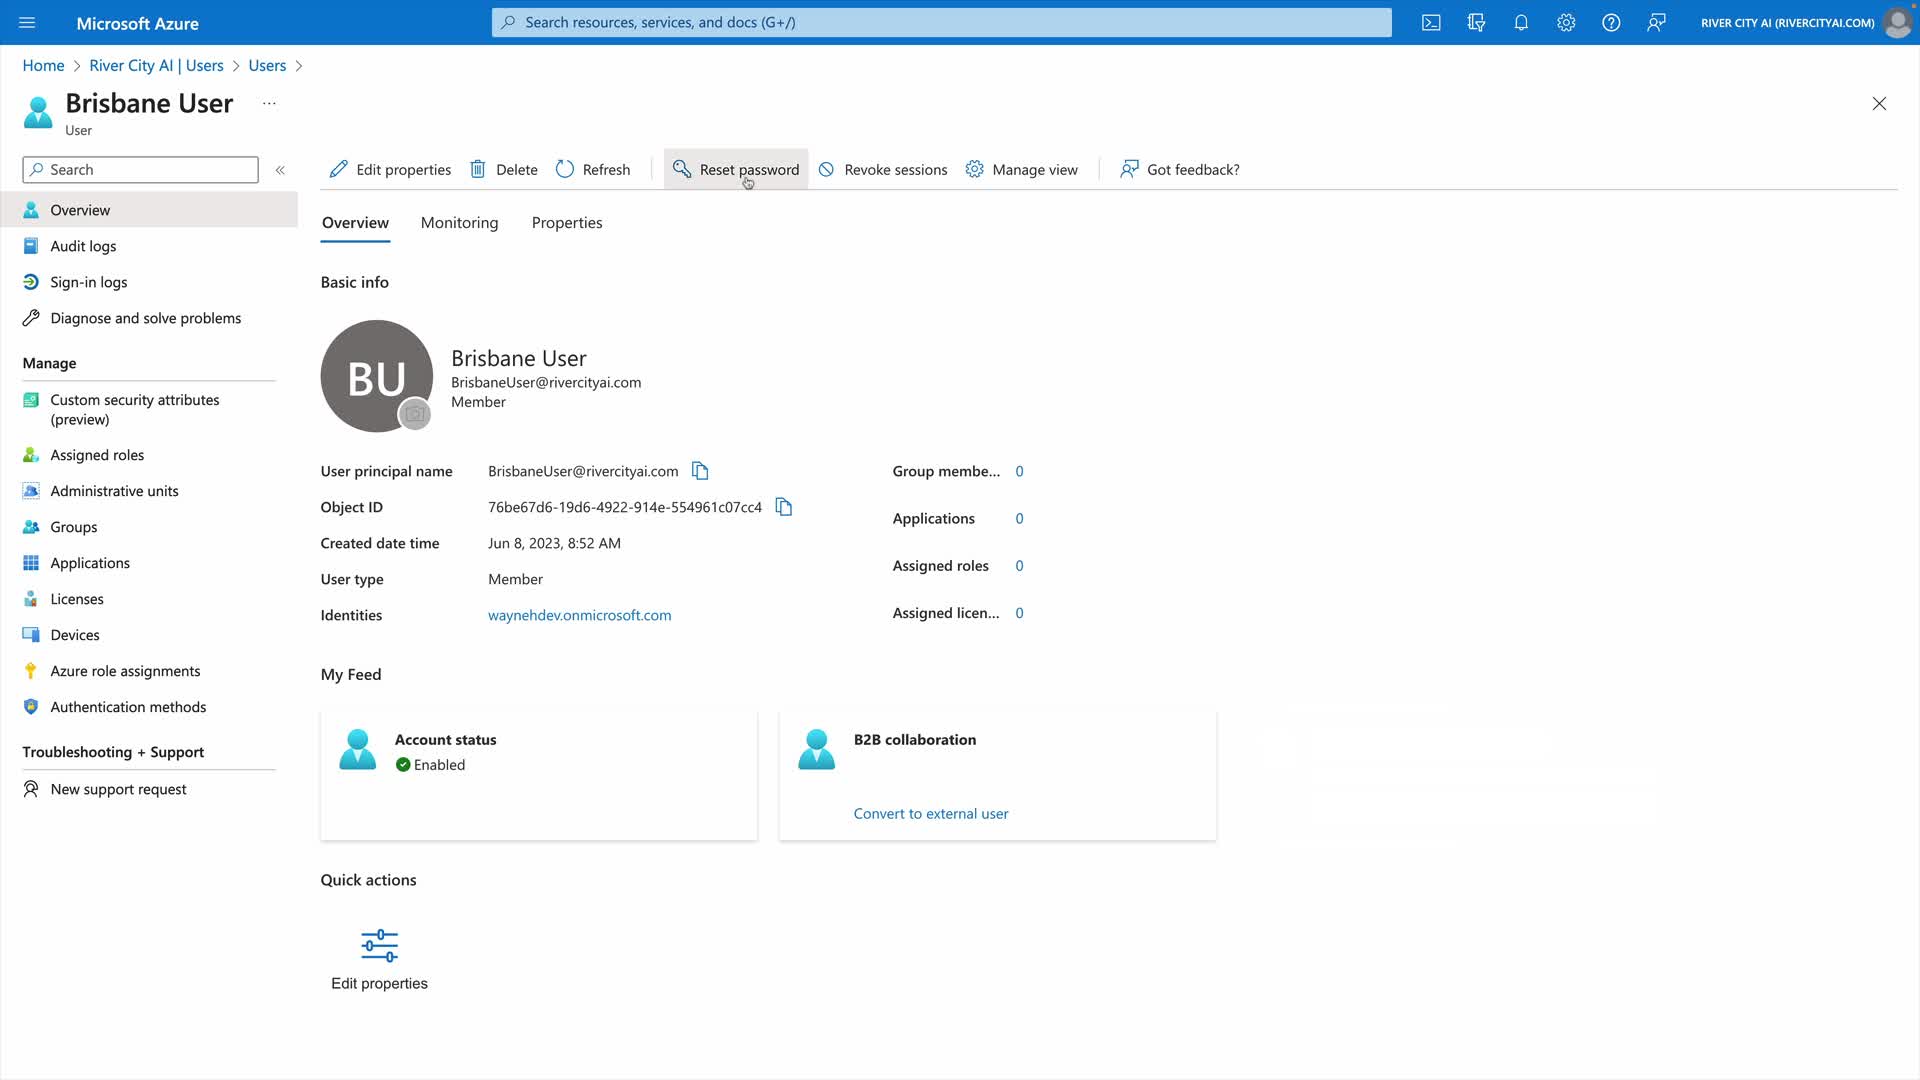 Microsoft Azure
Search resources, services, and docs (G+/)
RIVER CITY AI (RIVERCITYAI.COM)
Home > River City AI | Users > Users >
Brisbane User ...
User
Search
«
Edit properties
Delete
Refresh
Reset password
Revoke sessions
Manage view
Got feedback?
Overview
Audit logs
Sign-in logs
Diagnose and solve problems
Manage
Custom security attributes
(preview)
Assigned roles
Administrative units
Groups
Applications
Licenses
Devices
Azure role assignments
Authentication methods
Troubleshooting + Support
New support request
Overview
Monitoring
Properties
Basic info
BU
Brisbane User
BrisbaneUser@rivercityai.com
Member
User principal name BrisbaneUser@rivercityai.com
Object ID 76be67d6-19d6-4922-914e-554961c07cc4
Created date time Jun 8, 2023, 8:52 AM
User type Member
Identities waynehdev.onmicrosoft.com
Group membe... 0
Applications 0
Assigned roles 0
Assigned licen... 0
My Feed
Account status
Enabled
B2B collaboration
Convert to external user
Quick actions
Edit properties